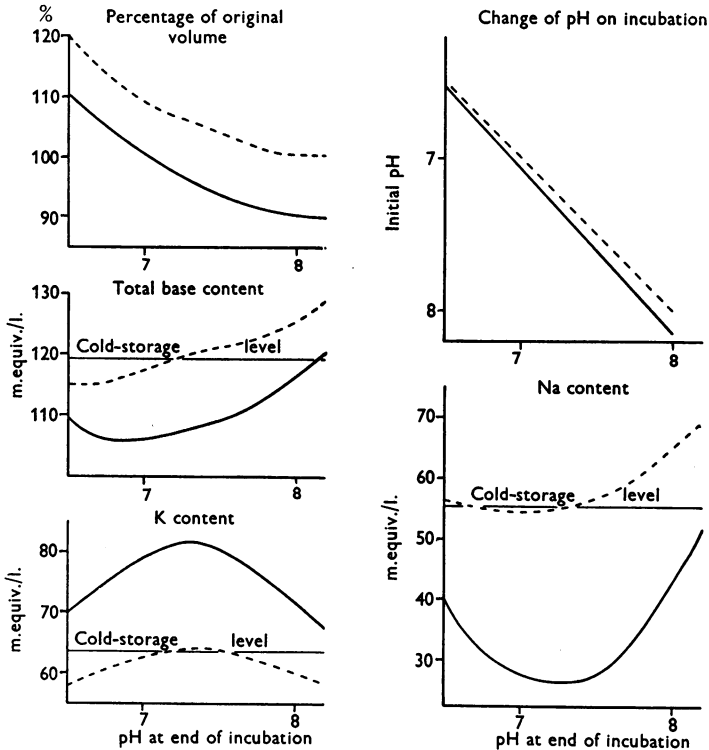 %
Percentage of original
volume
120
110
100
90
7
8
Change of pH on incubation
Initial pH
7
8
7
8
Total base content
m.equiv./l.
130
120
110
Cold-storage
level
7
8
Na content
m.equiv./l.
70
60
50
40
30
Cold-storage
level
7
8
pH at end of incubation
K content
m.equiv./l.
80
70
60
Cold-storage
level
7
8
pH at end of incubation